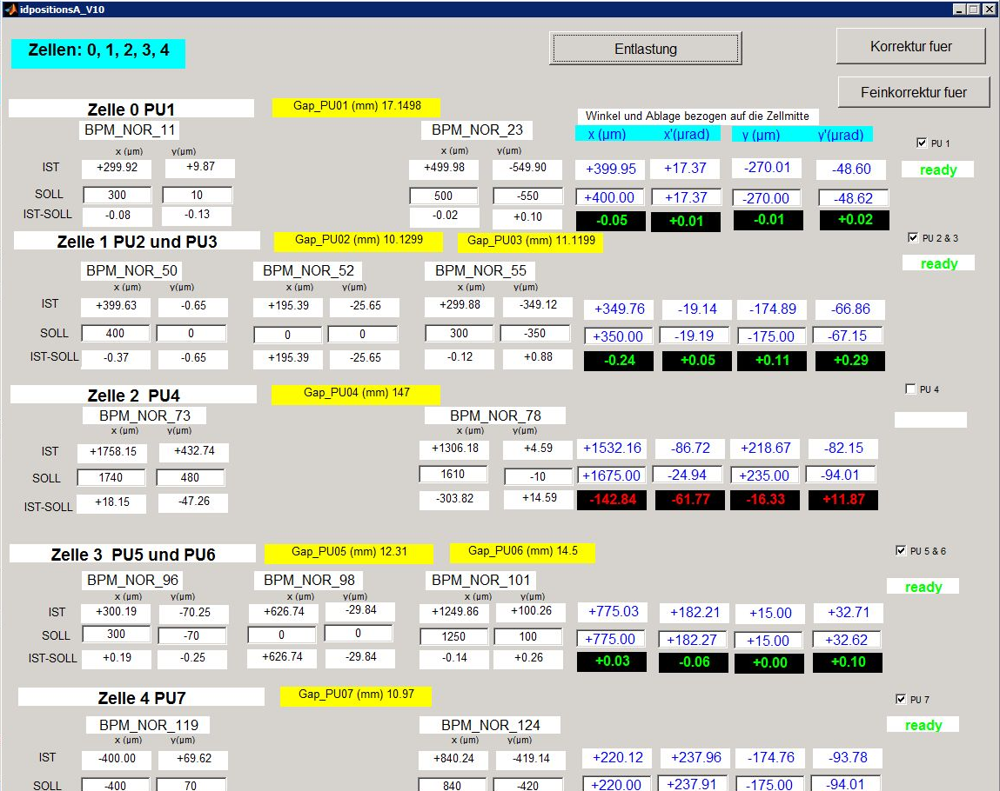 idpositionsA_V10
Zellen: 0, 1, 2, 3, 4
Entlastung
Korrektur fuer
Feinkorrektur fuer
Zelle 0 PU1
Gap_PU01 (mm) 17.1498
BPM_NOR_11 BPM_NOR_23
Winkel und Ablage bezogen auf die Zellmitte
x (µm) x'(µrad) y (µm) y'(µrad)
PU 1
x (µm) y(µm) x (µm) y(µm)
IST +299.92 +9.87 +499.98 -549.90 +399.95 +17.37 -270.01 -48.60 ready
SOLL 300 10 500 -550 +400.00 +17.37 -270.00 -48.62
IST-SOLL -0.08 -0.13 -0.02 +0.10 -0.05 +0.01 -0.01 +0.02
Zelle 1 PU2 und PU3 Gap_PU02 (mm) 10.1299 Gap_PU03 (mm) 11.1199 PU 2 & 3
ready
BPM_NOR_50 BPM_NOR_52 BPM_NOR_55
x (µm) y(µm) x (µm) y(µm) x (µm) y(µm)
IST +399.63 -0.65 +195.39 -25.65 +299.88 -349.12 +349.76 -19.14 -174.89 -66.86
SOLL 400 0 0 0 300 -350 +350.00 -19.19 -175.00 -67.15
IST-SOLL -0.37 -0.65 +195.39 -25.65 -0.12 +0.88 -0.24 +0.05 +0.11 +0.29
Zelle 2 PU4 Gap_PU04 (mm) 147 PU 4
BPM_NOR_73 BPM_NOR_78
x (µm) y(µm) x (µm) y(µm)
IST +1758.15 +432.74 +1306.18 +4.59 +1532.16 -86.72 +218.67 -82.15
SOLL 1740 480 1610 -10 +1675.00 -24.94 +235.00 -94.01
IST-SOLL +18.15 -47.26 -303.82 +14.59 -142.84 -61.77 -16.33 +11.87
Zelle 3 PU5 und PU6 Gap_PU05 (mm) 12.31 Gap_PU06 (mm) 14.5 PU 5 & 6
BPM_NOR_96 BPM_NOR_98 BPM_NOR_101 ready
x (µm) y(µm) x (µm) y(µm) x (µm) y(µm)
IST +300.19 -70.25 +626.74 -29.84 +1249.86 +100.26 +775.03 +182.21 +15.00 +32.71
SOLL 300 -70 0 0 1250 100 +775.00 +182.27 +15.00 +32.62
IST-SOLL +0.19 -0.25 +626.74 -29.84 -0.14 +0.26 +0.03 -0.06 +0.00 +0.10
Zelle 4 PU7 Gap_PU07 (mm) 10.97 PU 7
BPM_NOR_119 BPM_NOR_124 ready
x (µm) y(µm) x (µm) y(µm)
IST -400.00 +69.62 +840.24 -419.14 +220.12 +237.96 -174.76 -93.78
SOLL -400 70 840 -420 +220.00 +237.91 -175.00 -94.01